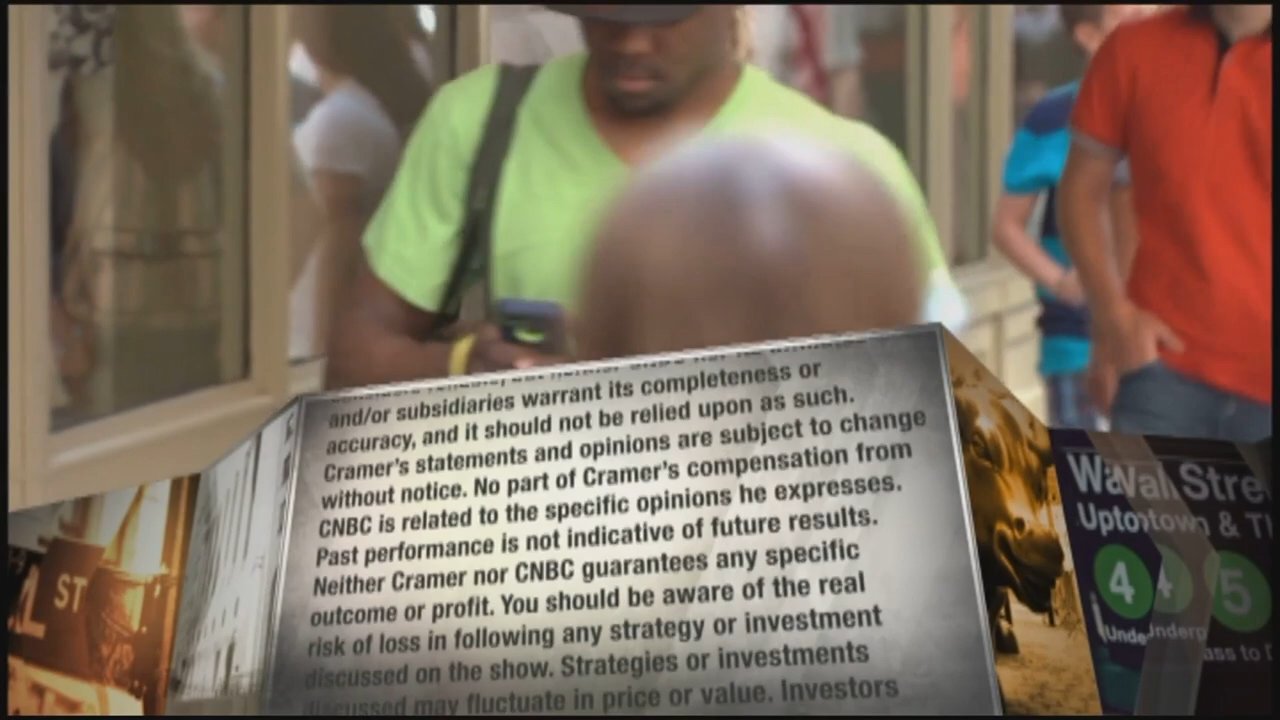 and/or subsidiaries warrant its completeness or
accuracy, and it should not be relied upon as such.
Cramer's statements and opinions are subject to change
without notice. No part of Cramer's compensation from
CNBC is related to the specific opinions he expresses.
Past performance is not indicative of future results.
Neither Cramer nor CNBC guarantees any specific
outcome or profit. You should be aware of the real
risk of loss in following any strategy or investment
discussed on the show. Strategies or investments
discussed may fluctuate in price or value. Investors
ST
4 4 5